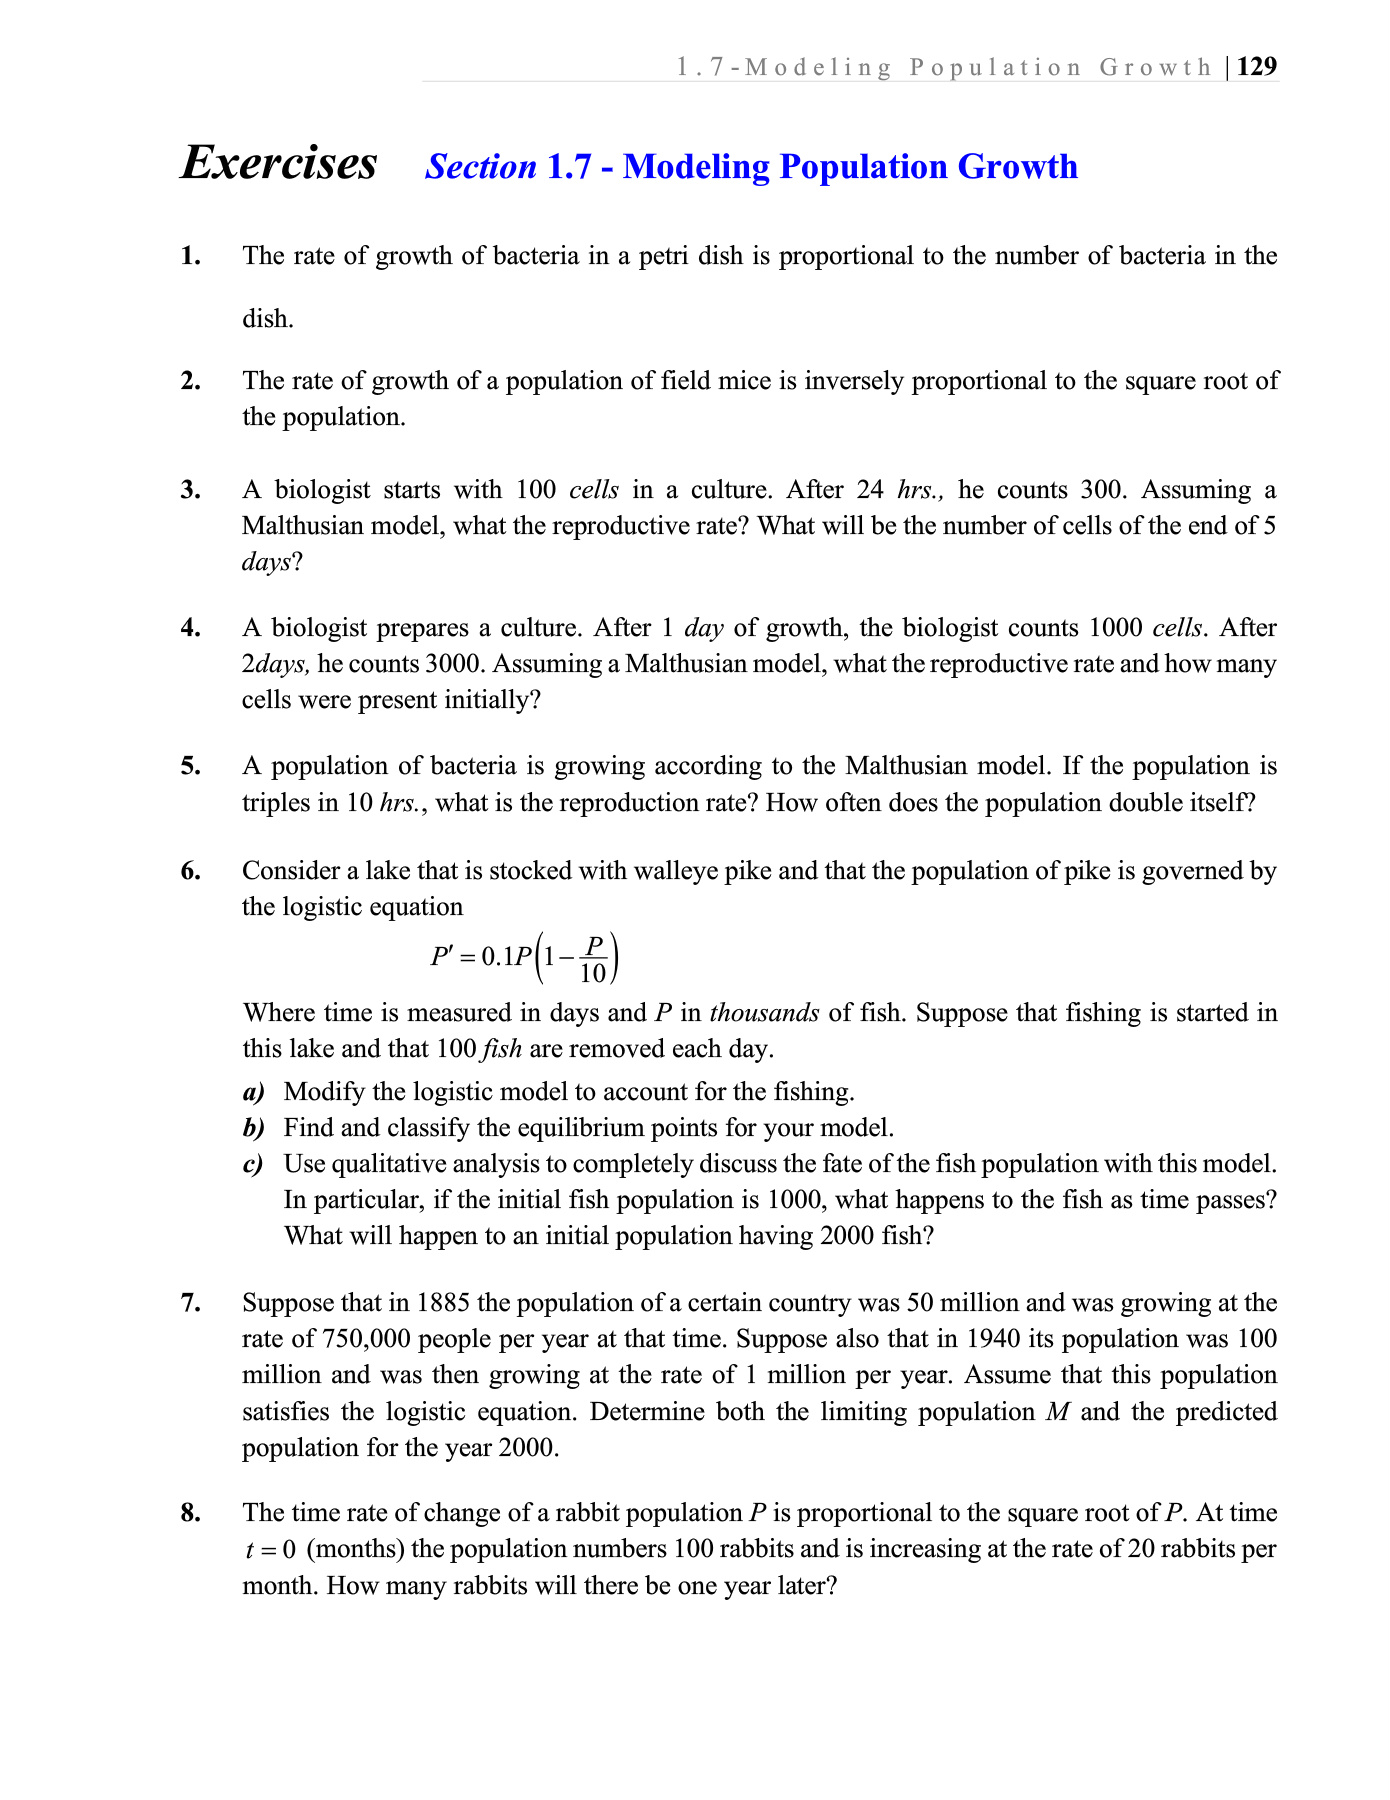 1.7-Modeling Population Growth | 129
Exercises Section 1.7 - Modeling Population Growth
1. The rate of growth of bacteria in a petri dish is proportional to the number of bacteria in the
dish.
2. The rate of growth of a population of field mice is inversely proportional to the square root of
the population.
3. A biologist starts with 100 cells in a culture. After 24 hrs., he counts 300. Assuming a
Malthusian model, what the reproductive rate? What will be the number of cells of the end of 5
days?
4. A biologist prepares a culture. After 1 day of growth, the biologist counts 1000 cells. After
2days, he counts 3000. Assuming a Malthusian model, what the reproductive rate and how many
cells were present initially?
5. A population of bacteria is growing according to the Malthusian model. If the population is
triples in 10 hrs., what is the reproduction rate? How often does the population double itself?
6. Consider a lake that is stocked with walleye pike and that the population of pike is governed by
the logistic equation
P′ = 0.1P(1 − P/10)
Where time is measured in days and P in thousands of fish. Suppose that fishing is started in
this lake and that 100 fish are removed each day.
a) Modify the logistic model to account for the fishing.
b) Find and classify the equilibrium points for your model.
c) Use qualitative analysis to completely discuss the fate of the fish population with this model.
In particular, if the initial fish population is 1000, what happens to the fish as time passes?
What will happen to an initial population having 2000 fish?
7. Suppose that in 1885 the population of a certain country was 50 million and was growing at the
rate of 750,000 people per year at that time. Suppose also that in 1940 its population was 100
million and was then growing at the rate of 1 million per year. Assume that this population
satisfies the logistic equation. Determine both the limiting population M and the predicted
population for the year 2000.
8. The time rate of change of a rabbit population P is proportional to the square root of P. At time
t = 0 (months) the population numbers 100 rabbits and is increasing at the rate of 20 rabbits per
month. How many rabbits will there be one year later?